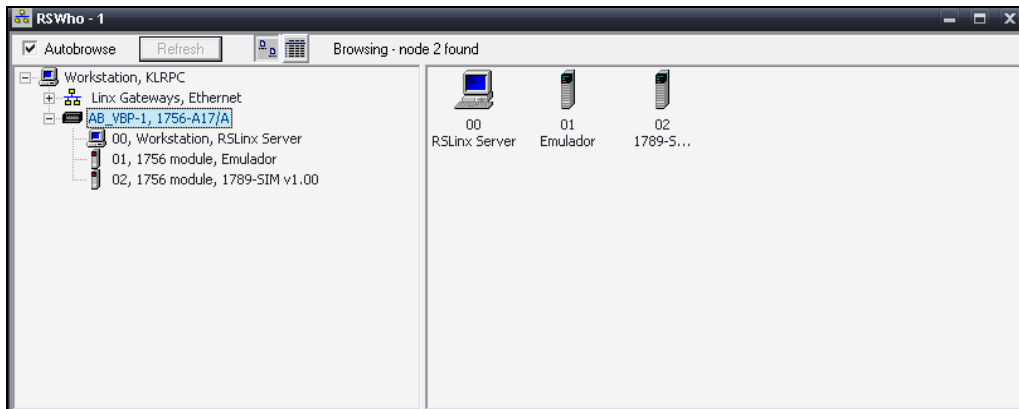 RSWho - 1
Autobrowse
Refresh
Browsing - node 2 found
Workstation, KLRPC
Linx Gateways, Ethernet
AB_VBP-1, 1756-A17/A
00, Workstation, RSLinx Server
01, 1756 module, Emulador
02, 1756 module, 1789-SIM v1.00
00
RSLinx Server
01
Emulador
02
1789-S...